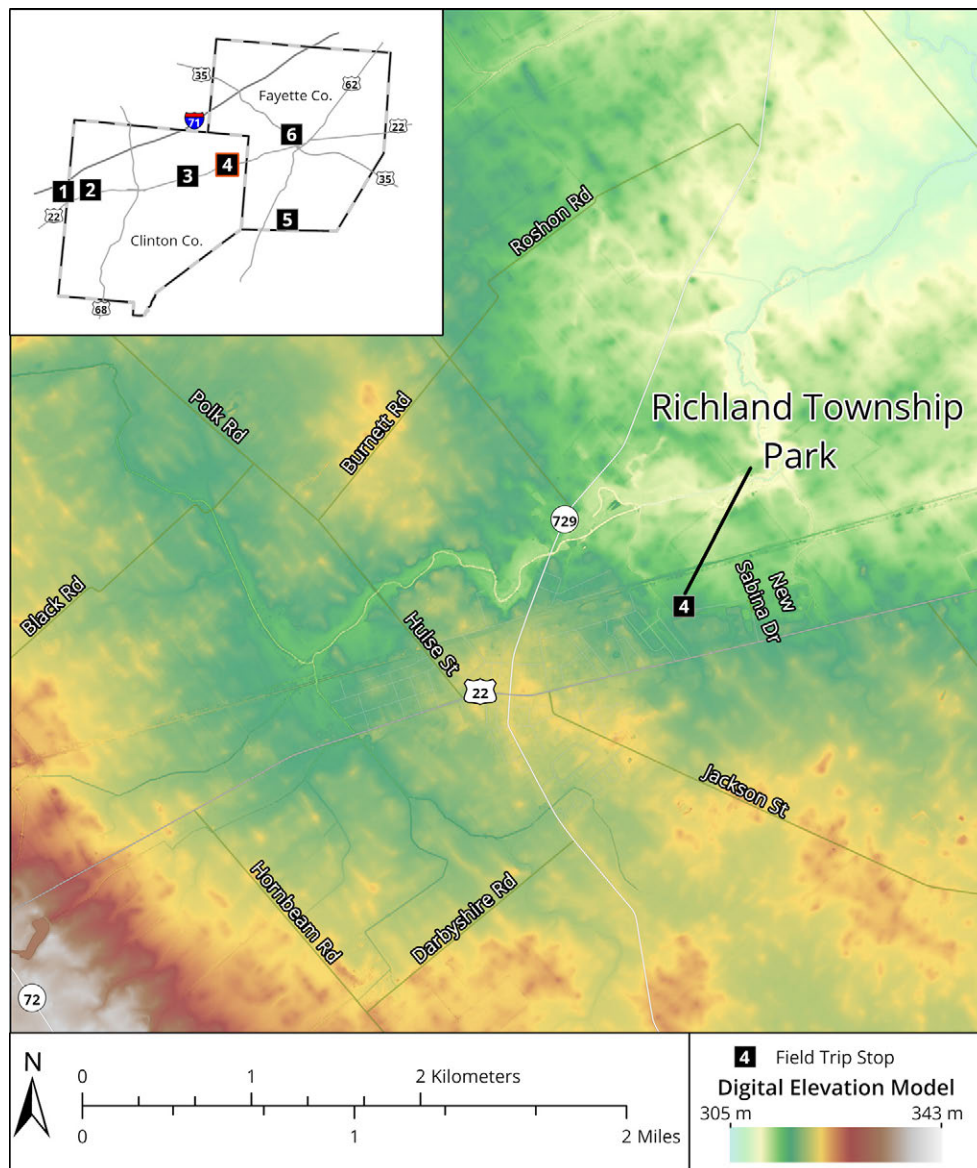 35
62
Fayette Co.
71
22
6
4
3
1
2
35
22
5
Clinton Co.
68
Roshon Rd
Polk Rd
Burnett Rd
Richland Township
Park
729
Black Rd
New
Sabina Dr
4
Hulse St
22
Jackson St
Hornbeam Rd
Darbyshire Rd
72
N
0 1 2 Kilometers
0 1 2 Miles
4 Field Trip Stop
Digital Elevation Model
305 m 343 m